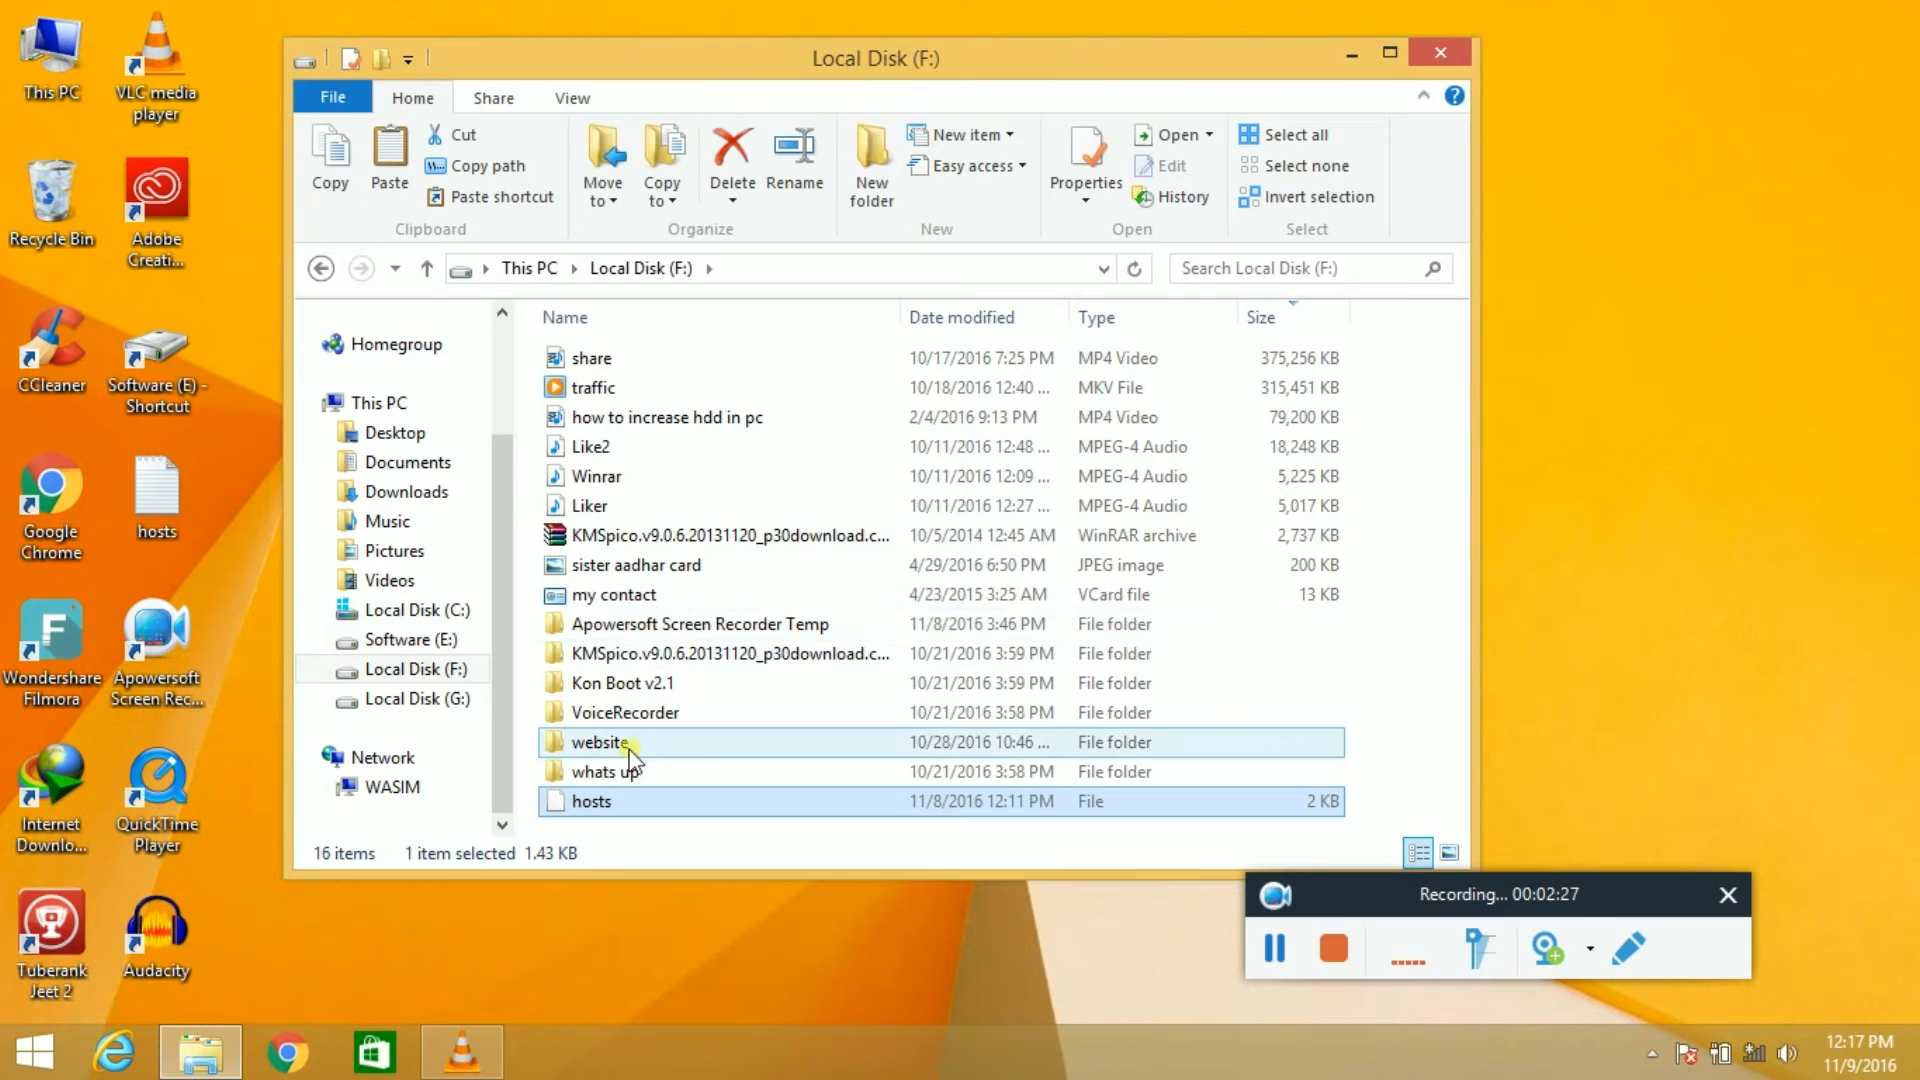 This PC
VLC media
player
Recycle Bin
Adobe
Creati...
CCleaner
Software (E) -
Shortcut
Google
Chrome
hosts
Wondershare
Filmora
Apowersoft
Screen Rec...
Internet
Downlo...
QuickTime
Player
Tuberank
Jeet 2
Audacity
Local Disk (F:)
File
Home
Share
View
Copy
Paste
Cut
Copy path
Paste shortcut
Clipboard
Move
to
Copy
to
Delete
Rename
Organize
New
folder
New item
Easy access
New
Properties
Open
Edit
History
Open
Select all
Select none
Invert selection
Select
This PC
Local Disk (F:)
Search Local Disk (F:)
Homegroup
This PC
Desktop
Documents
Downloads
Music
Pictures
Videos
Local Disk (C:)
Software (E:)
Local Disk (F:)
Local Disk (G:)
Network
WASIM
Name Date modified Type Size
share 10/17/2016 7:25 PM MP4 Video 375,256 KB
traffic 10/18/2016 12:40 ... MKV File 315,451 KB
how to increase hdd in pc 2/4/2016 9:13 PM MP4 Video 79,200 KB
Like2 10/11/2016 12:48 ... MPEG-4 Audio 18,248 KB
Winrar 10/11/2016 12:09 ... MPEG-4 Audio 5,225 KB
Liker 10/11/2016 12:27 ... MPEG-4 Audio 5,017 KB
KMSpico.v9.0.6.20131120_p30download.c... 10/5/2014 12:45 AM WinRAR archive 2,737 KB
sister aadhar card 4/29/2016 6:50 PM JPEG image 200 KB
my contact 4/23/2015 3:25 AM VCard file 13 KB
Apowersoft Screen Recorder Temp 11/8/2016 3:46 PM File folder
KMSpico.v9.0.6.20131120_p30download.c... 10/21/2016 3:59 PM File folder
Kon Boot v2.1 10/21/2016 3:59 PM File folder
VoiceRecorder 10/21/2016 3:58 PM File folder
website 10/28/2016 10:46 ... File folder
whats up 10/21/2016 3:58 PM File folder
hosts 11/8/2016 12:11 PM File 2 KB
16 items 1 item selected 1.43 KB
Recording... 00:02:27
12:17 PM
11/9/2016